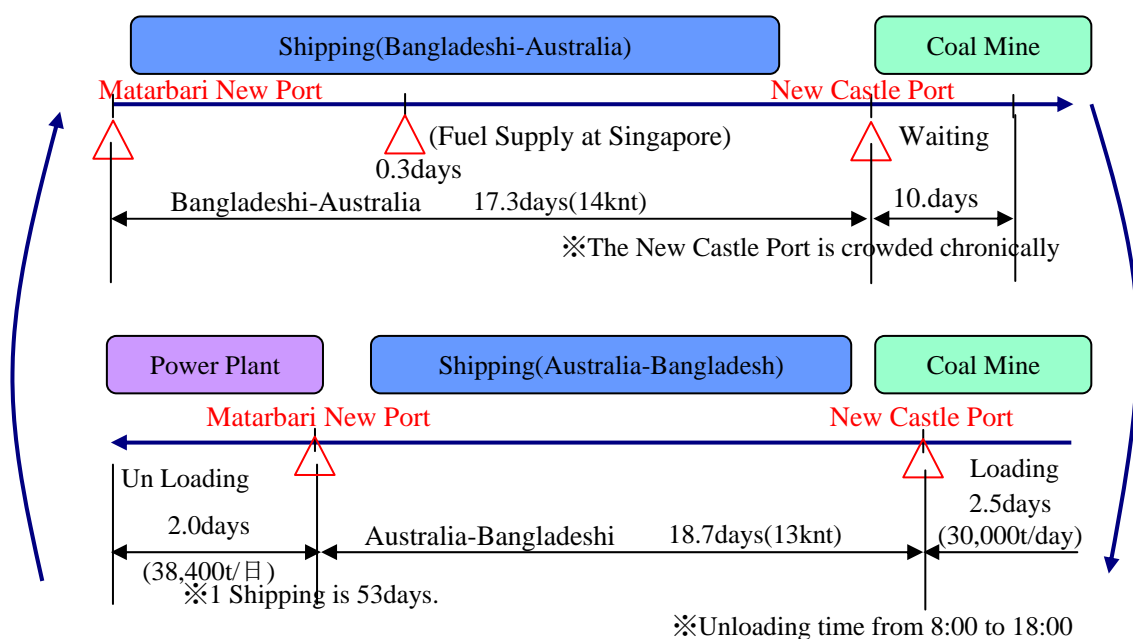 Shipping(Bangladeshi-Australia)
Coal Mine
Matarbari New Port
New Castle Port
(Fuel Supply at Singapore)
Waiting
0.3days
Bangladeshi-Australia 17.3days(14knt)
10.days
※The New Castle Port is crowded chronically
Power Plant
Shipping(Australia-Bangladesh)
Coal Mine
Matarbari New Port
New Castle Port
Un Loading
Loading
2.0days
2.5days
Australia-Bangladeshi 18.7days(13knt)
(30,000t/day)
(38,400t/日)
※1 Shipping is 53days.
※Unloading time from 8:00 to 18:00